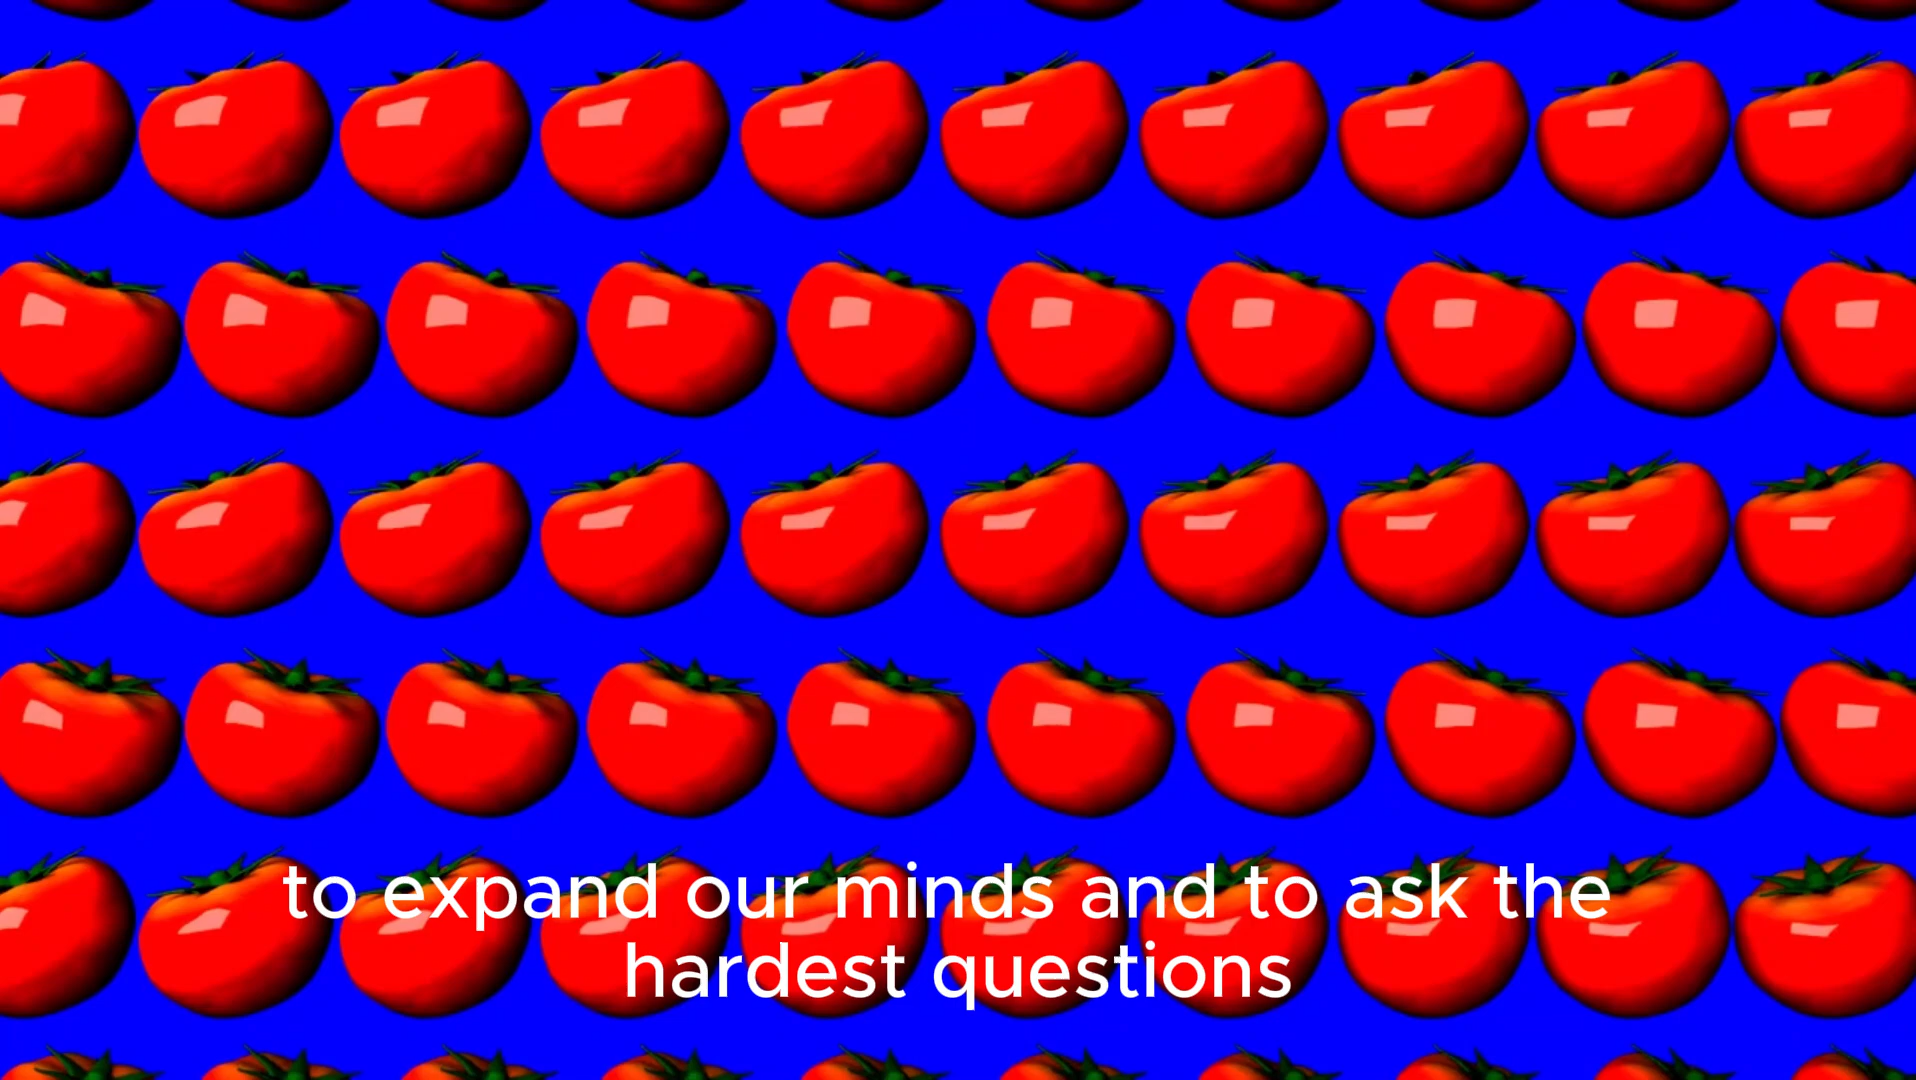 to expand our minds and to ask the
hardest questions